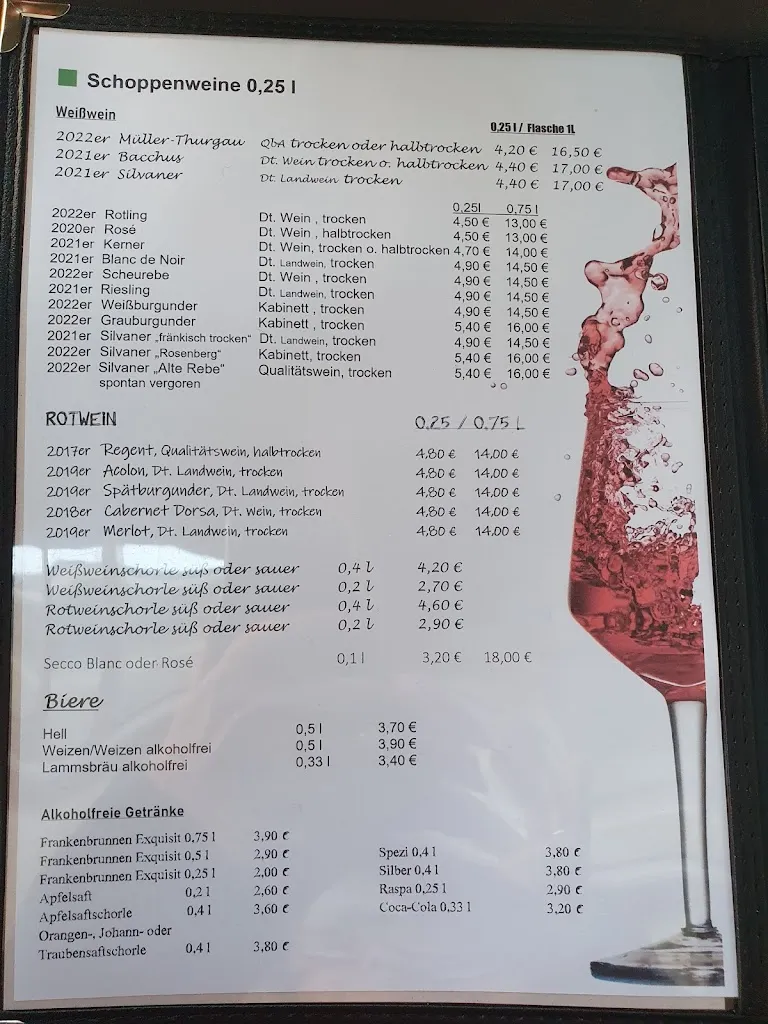 Schoppenweine 0,25 l
Weißwein
0,25 l / Flasche 1L
2022er Müller-Thurgau QbA trocken oder halbtrocken 4,20 € 16,50 €
2021er Bacchus Dt. Wein trocken o. halbtrocken 4,40 € 17,00 €
2021er Silvaner Dt. Landwein trocken 4,40 € 17,00 €
0,25l 0,75 l
2022er Rotling Dt. Wein , trocken 4,50 € 13,00 €
2020er Rosé Dt. Wein , halbtrocken 4,50 € 13,00 €
2021er Kerner Dt. Wein, trocken o. halbtrocken 4,70 € 14,00 €
2021er Blanc de Noir Dt. Landwein, trocken 4,90 € 14,50 €
2022er Scheurebe Dt. Wein , trocken 4,90 € 14,50 €
2021er Riesling Dt. Landwein, trocken 4,90 € 14,50 €
2022er Weißburgunder Kabinett , trocken 4,90 € 14,50 €
2022er Grauburgunder Kabinett , trocken 5,40 € 16,00 €
2021er Silvaner „fränkisch trocken“ Dt. Landwein, trocken 4,90 € 14,50 €
2022er Silvaner „Rosenberg“ Kabinett, trocken 5,40 € 16,00 €
2022er Silvaner „Alte Rebe“ Qualitätswein, trocken 5,40 € 16,00 €
spontan vergoren
ROTWEIN 0.25 / 0.75 L
2017er Regent, Qualitätswein, halbtrocken 4,80 € 14,00 €
2019er Acolon, Dt. Landwein, trocken 4,80 € 14,00 €
2019er Spätburgunder, Dt. Landwein, trocken 4,80 € 14,00 €
2018er Cabernet Dorsa, Dt. Wein, trocken 4,80 € 14,00 €
2019er Merlot, Dt. Landwein, trocken 4,80 € 14,00 €
Weißweinschorle süß oder sauer 0,4 l 4,20 €
Weißweinschorle süß oder sauer 0,2 l 2,70 €
Rotweinschorle süß oder sauer 0,4 l 4,60 €
Rotweinschorle süß oder sauer 0,2 l 2,90 €
Secco Blanc oder Rosé 0,1 l 3,20 € 18,00 €
Biere
Hell 0,5 l 3,70 €
Weizen/Weizen alkoholfrei 0,5 l 3,90 €
Lammsbräu alkoholfrei 0,33 l 3,40 €
Alkoholfreie Getränke
Frankenbrunnen Exquisit 0,75 l 3,90 €
Frankenbrunnen Exquisit 0,5 l 2,90 €
Frankenbrunnen Exquisit 0,25 l 2,00 €
Apfelsaft 0,2 l 2,60 €
Apfelsaftschorle 0,4 l 3,60 €
Orangen-, Johann- oder
Traubensaftschorle 0,4 l 3,80 €
Spezi 0,4 l 3,80 €
Silber 0,4 l 3,80 €
Raspa 0,25 l 2,90 €
Coca-Cola 0,33 l 3,20 €